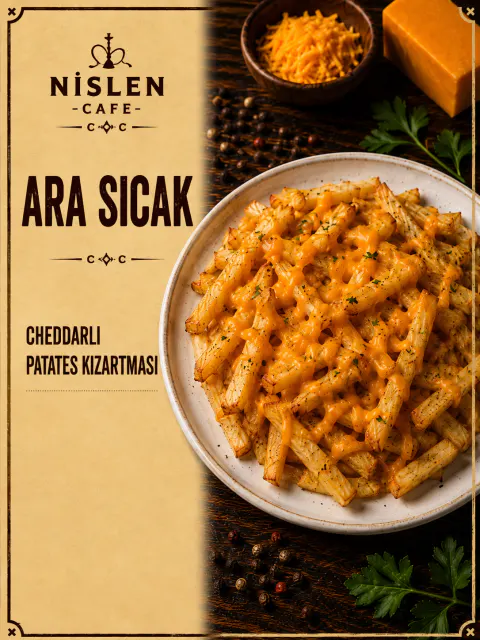 NİSLEN
-CAFE-
C C
ARA SICAK
C C
CHEDDARLI
PATATES KIZARTMASI